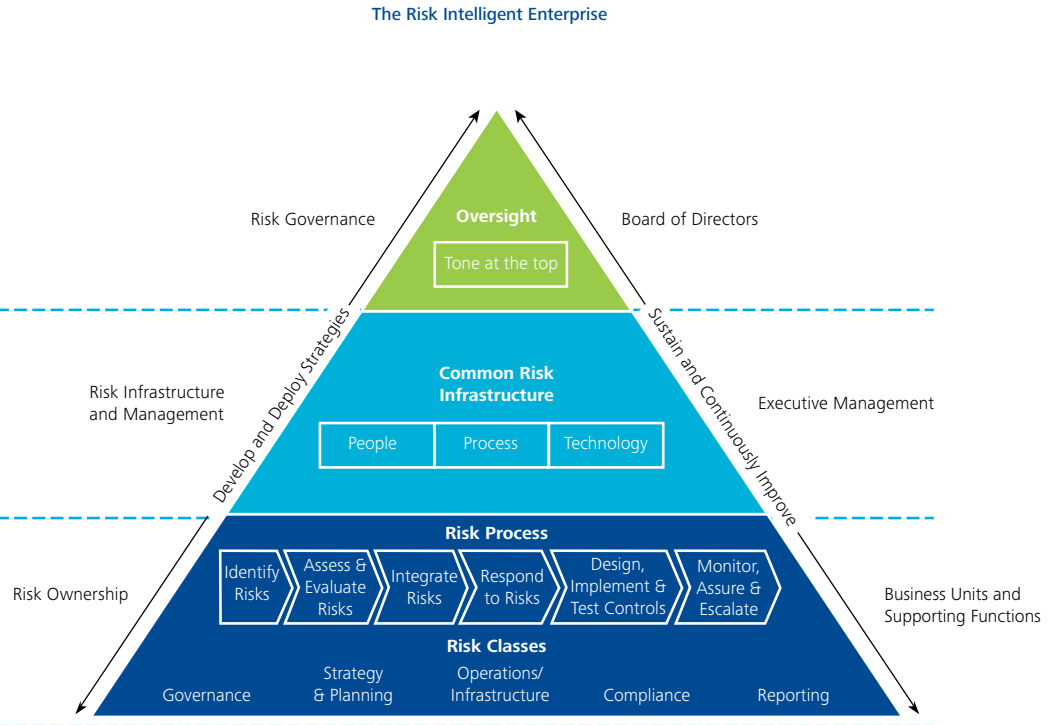 The Risk Intelligent Enterprise
Risk Governance
Oversight
Tone at the top
Board of Directors
Develop and Deploy Strategies
Sustain and Continuously Improve
Risk Infrastructure
and Management
Common Risk
Infrastructure
People
Process
Technology
Executive Management
Risk Ownership
Risk Process
Identify
Risks
Assess &
Evaluate
Risks
Integrate
Risks
Respond
to Risks
Design,
Implement &
Test Controls
Monitor,
Assure &
Escalate
Business Units and
Supporting Functions
Risk Classes
Governance
Strategy
& Planning
Operations/
Infrastructure
Compliance
Reporting